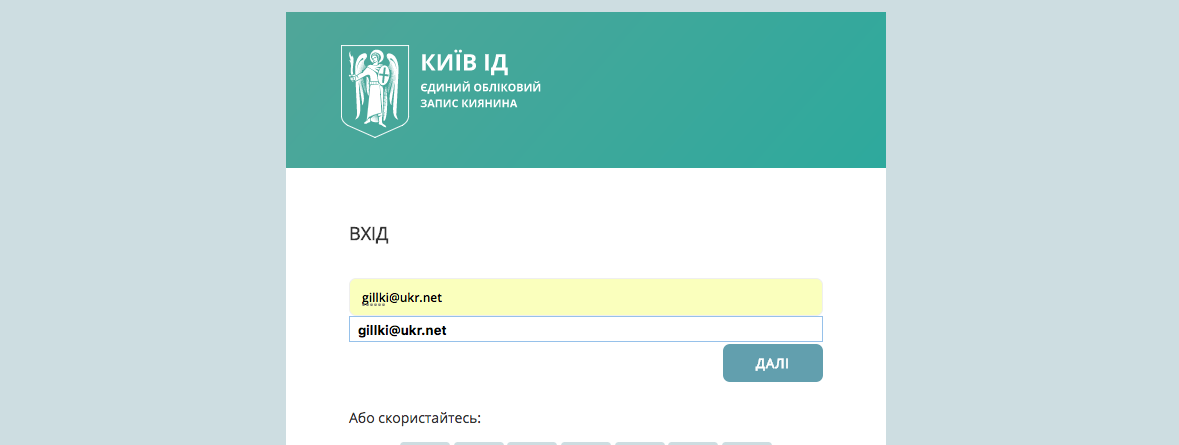 КИЇВ ІД
ЄДИНИЙ ОБЛІКОВИЙ
ЗАПИС КИЯНИНА
ВХІД
gillki@ukr.net
gillki@ukr.net
ДАЛІ
Або скористайтесь: